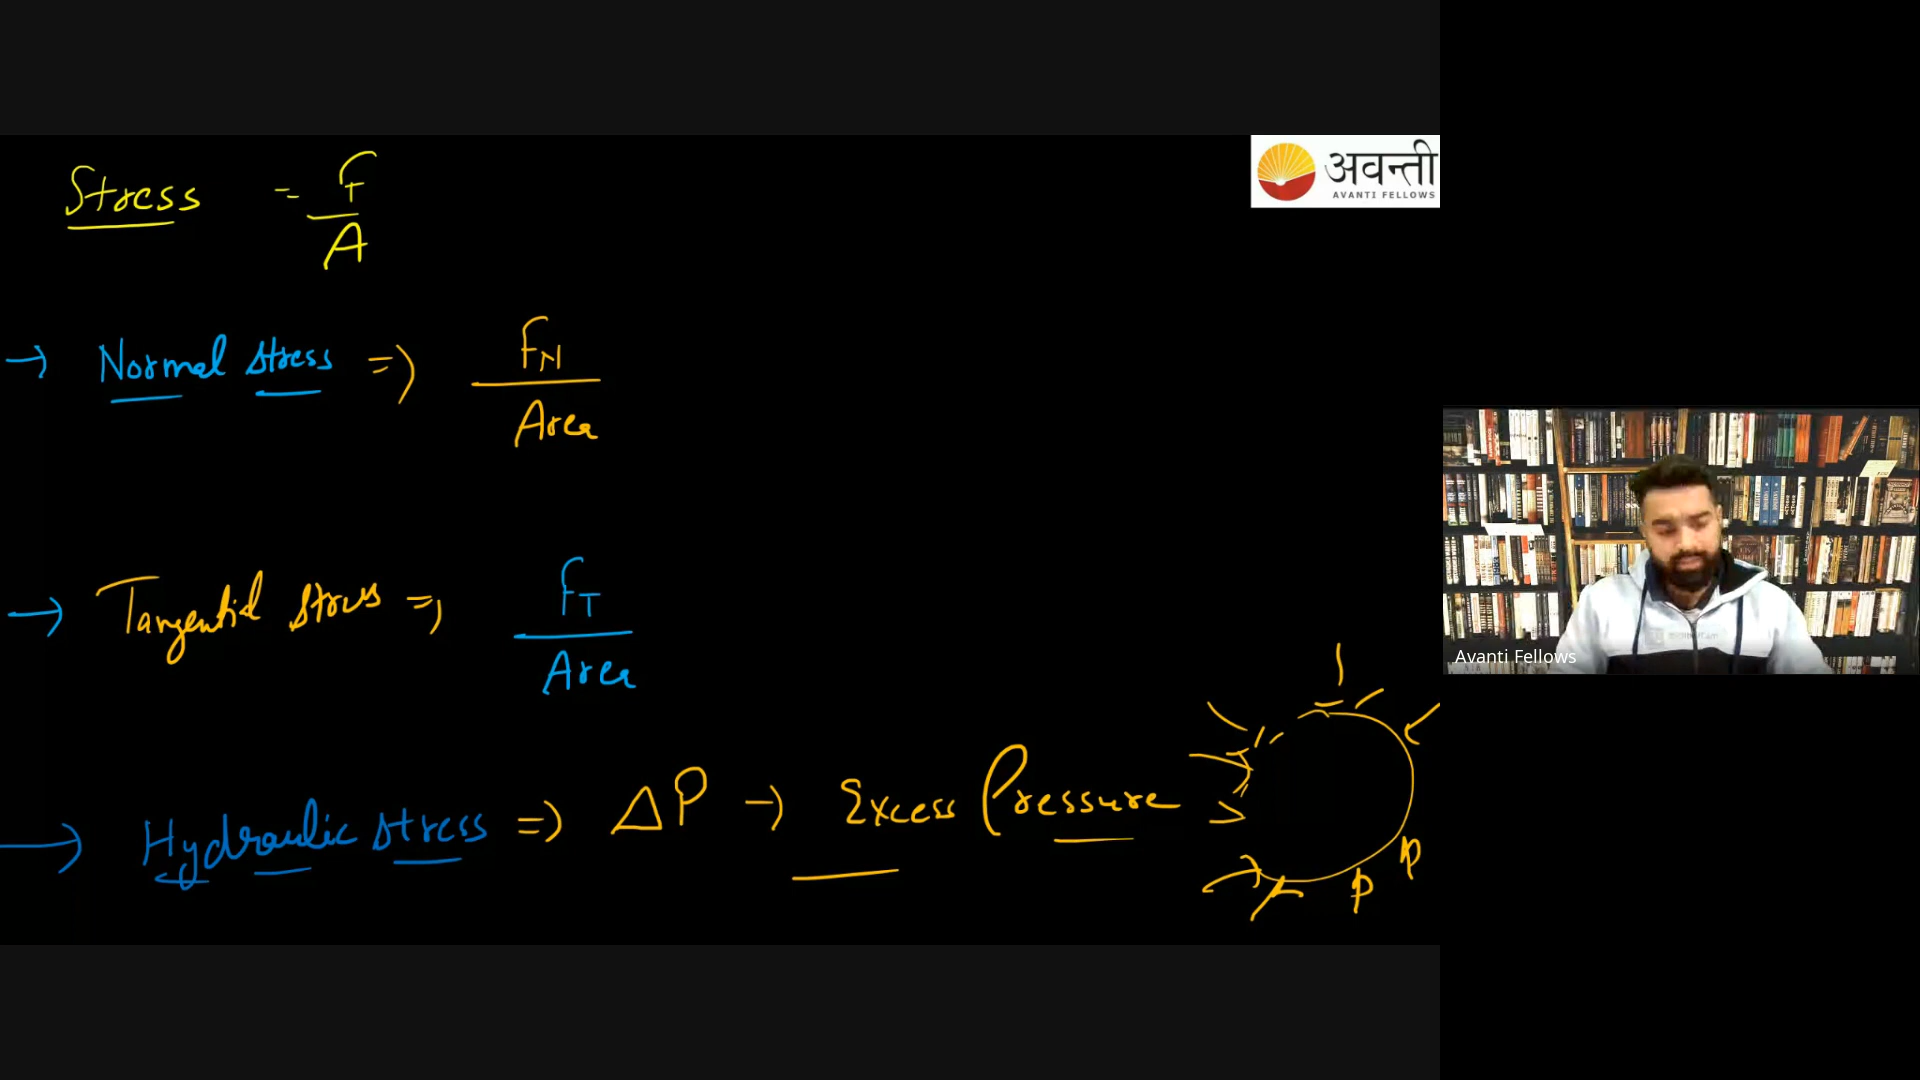 Stress = F/A
अवन्ती
AVANTI FELLOWS
→ Normal stress ⇒ F_N/Area
→ Tangential stress ⇒ F_T/Area
→ Hydraulic stress ⇒ ΔP → Excess Pressure
P
P
Avanti Fellows